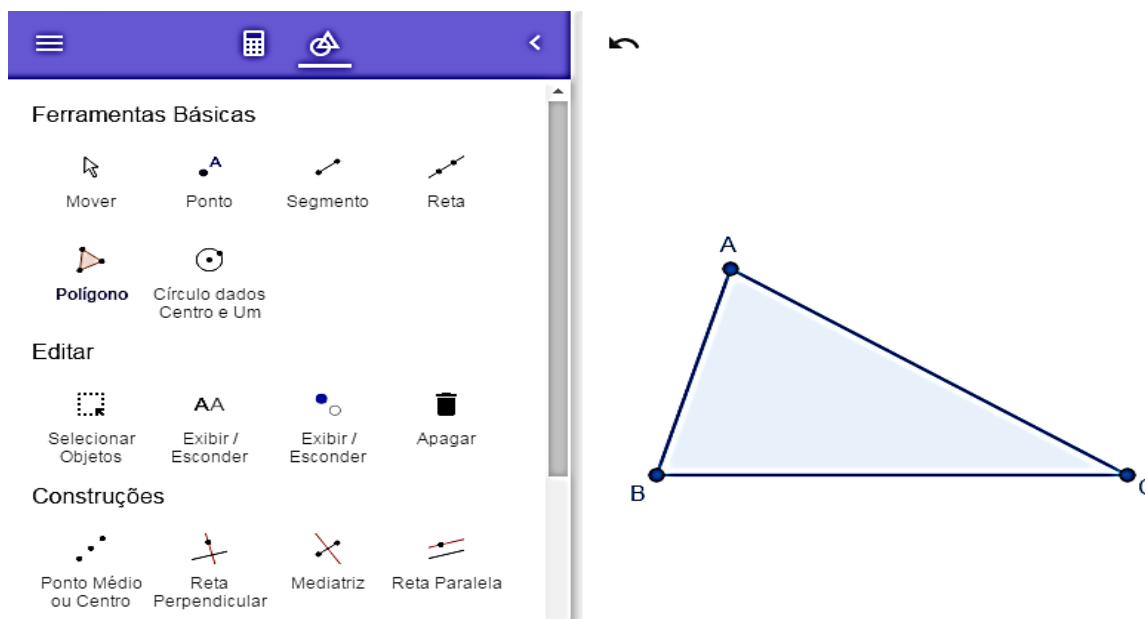 Ferramentas Básicas
A
Mover
Ponto
Segmento
Reta
Polígono
Círculo dados
Centro e Um
Editar
AA
Selecionar
Objetos
Exibir /
Esconder
Exibir /
Esconder
Apagar
Construções
Ponto Médio
ou Centro
Reta
Perpendicular
Mediatriz
Reta Paralela
A
B
C